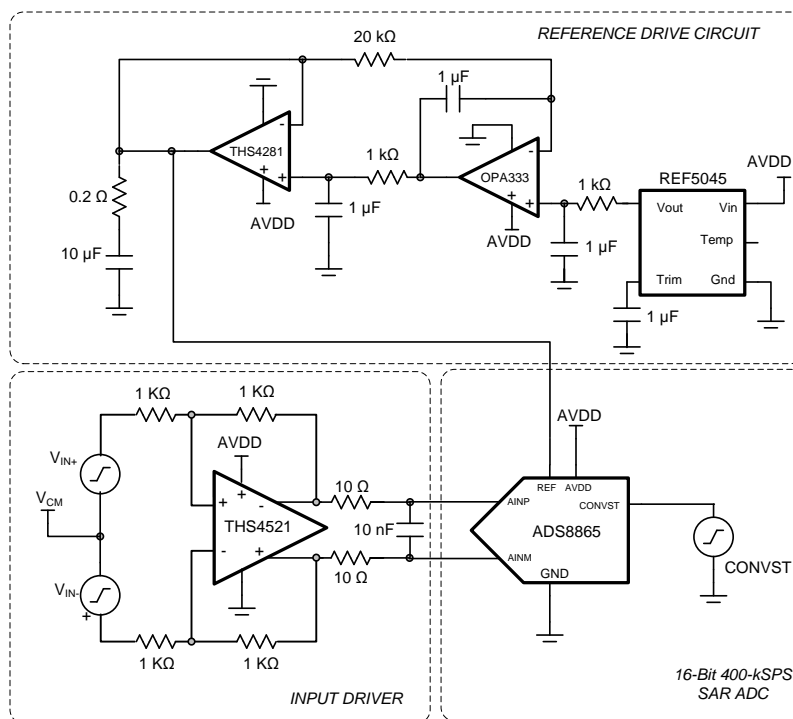 REFERENCE DRIVE CIRCUIT
20 kΩ
1 µF
-
THS4281
+
+
AVDD
1 kΩ
1 µF
-
OPA333
+
+
AVDD
1 kΩ
1 µF
REF5045
AVDD
Vout
Vin
Temp
Trim
Gnd
1 µF
0.2 Ω
10 µF
1 KΩ
1 KΩ
VIN+
VCM
VIN-
+
AVDD
+
+
-
THS4521
-
+
1 KΩ
1 KΩ
10 Ω
10 nF
10 Ω
INPUT DRIVER
AVDD
REF
AVDD
AINP
CONVST
ADS8865
AINM
GND
CONVST
16-Bit 400-kSPS
SAR ADC